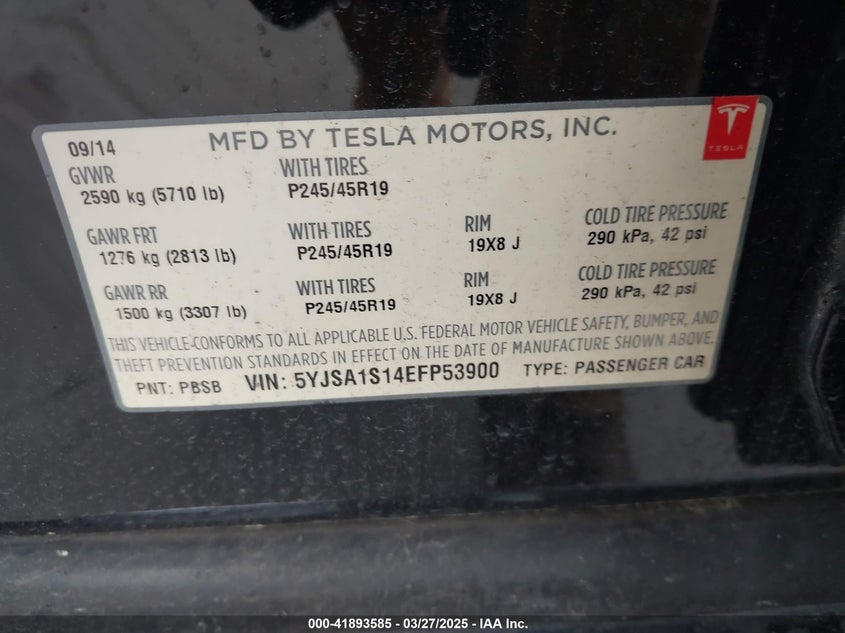 09/14 MFD BY TESLA MOTORS, INC.
TESLA
GVWR WITH TIRES
2590 kg (5710 lb) P245/45R19
GAWR FRT WITH TIRES RIM COLD TIRE PRESSURE
1276 kg (2813 lb) P245/45R19 19X8 J 290 kPa, 42 psi
GAWR RR WITH TIRES RIM COLD TIRE PRESSURE
1500 kg (3307 lb) P245/45R19 19X8 J 290 kPa, 42 psi
THIS VEHICLE CONFORMS TO ALL APPLICABLE U.S. FEDERAL MOTOR VEHICLE SAFETY, BUMPER, AND
THEFT PREVENTION STANDARDS IN EFFECT ON THE DATE OF MANUFACTURE SHOWN ABOVE.
PNT: PBSB VIN: 5YJSA1S14EFP53900 TYPE: PASSENGER CAR
000-41893585 - 03/27/2025 - IAA Inc.